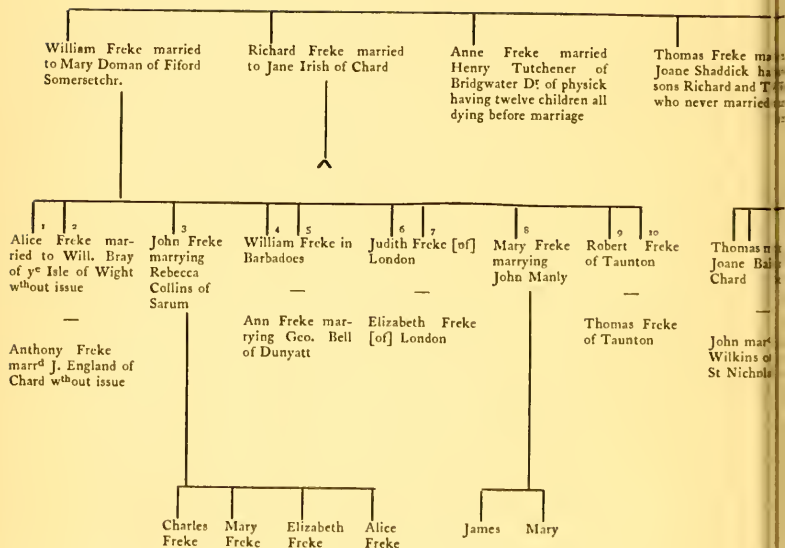 William Freke married
to Mary Doman of Fiford
Somersetchr.
Richard Freke married
to Jane Irish of Chard
Anne Freke married
Henry Tutchener of
Bridgwater Dr. of physick
having twelve children all
dying before marriage
Thomas Freke
Joane Shaddick
sons Richard and
who never married
1 2
Alice Freke mar-
ried to Will. Bray
of ye Isle of Wight
wthout issue
—
Anthony Freke
marrd J. England of
Chard wthout issue
3
John Freke
marrying
Rebecca
Collins of
Sarum
4 5
William Freke in
Barbadoes
—
Ann Freke mar-
rying Geo. Bell
of Dunyatt
6 7
Judith Freke [of]
London
—
Elizabeth Freke
[of] London
8
Mary Freke
marrying
John Manly
9 10
Robert Freke
of Taunton
—
Thomas Freke
of Taunton
Thomas
Joane
Chard
—
John
Wilkins
St
Charles
Freke
Mary
Freke
Elizabeth
Freke
Alice
Freke
James
Mary